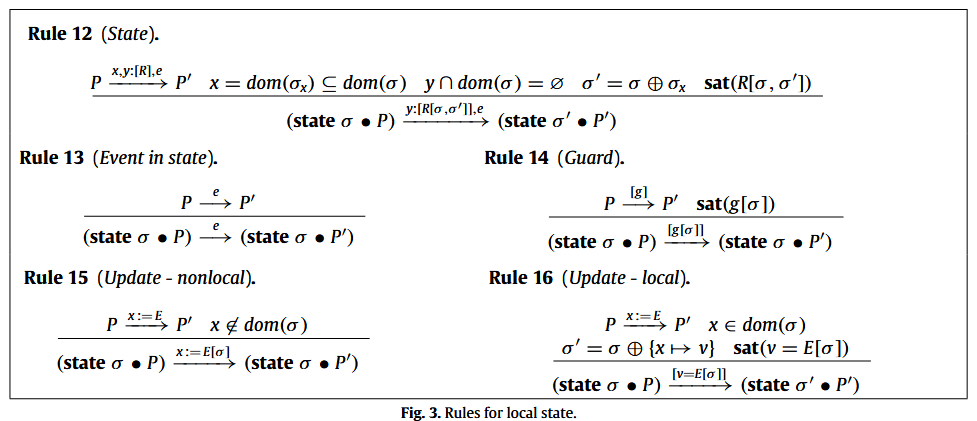 Rule 12 (State).
P --x,y:[R],e--> P′ x = dom(σₓ) ⊆ dom(σ) y ∩ dom(σ) = ∅ σ′ = σ ⊕ σₓ sat(R[σ, σ′])
(state σ • P) --y:[R[σ,σ′]],e--> (state σ′ • P′)
Rule 13 (Event in state).
P --e--> P′
(state σ • P) --e--> (state σ • P′)
Rule 14 (Guard).
P --[g]--> P′ sat(g[σ])
(state σ • P) --[g[σ]]--> (state σ • P′)
Rule 15 (Update - nonlocal).
P --x:=E--> P′ x ∉ dom(σ)
(state σ • P) --x:=E[σ]--> (state σ • P′)
Rule 16 (Update - local).
P --x:=E--> P′ x ∈ dom(σ)
σ′ = σ ⊕ {x ↦ v} sat(v = E[σ])
(state σ • P) --[v=E[σ]]--> (state σ′ • P′)
Fig. 3. Rules for local state.